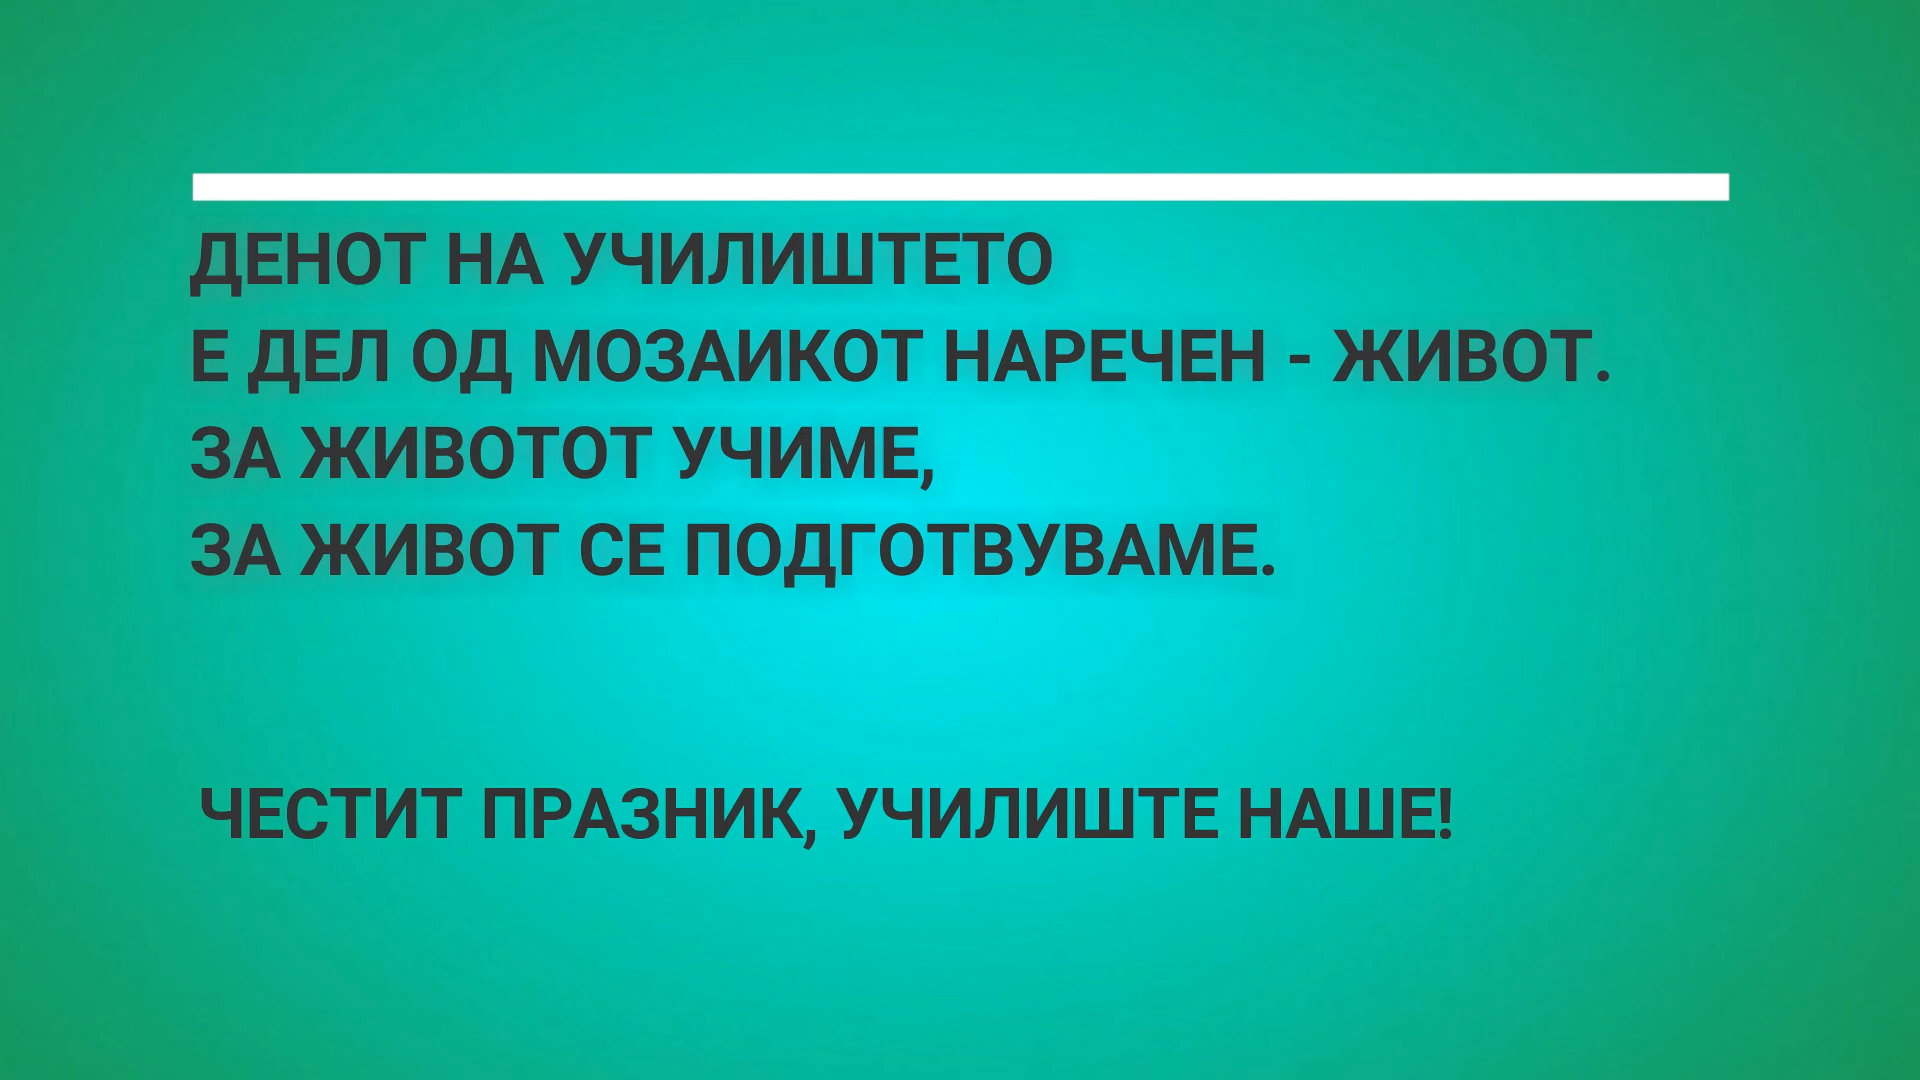 ДЕНОТ НА УЧИЛИШТЕТО
Е ДЕЛ ОД МОЗАИКОТ НАРЕЧЕН - ЖИВОТ.
ЗА ЖИВОТОТ УЧИМЕ,
ЗА ЖИВОТ СЕ ПОДГОТВУВАМЕ.
ЧЕСТИТ ПРАЗНИК, УЧИЛИШТЕ НАШЕ!